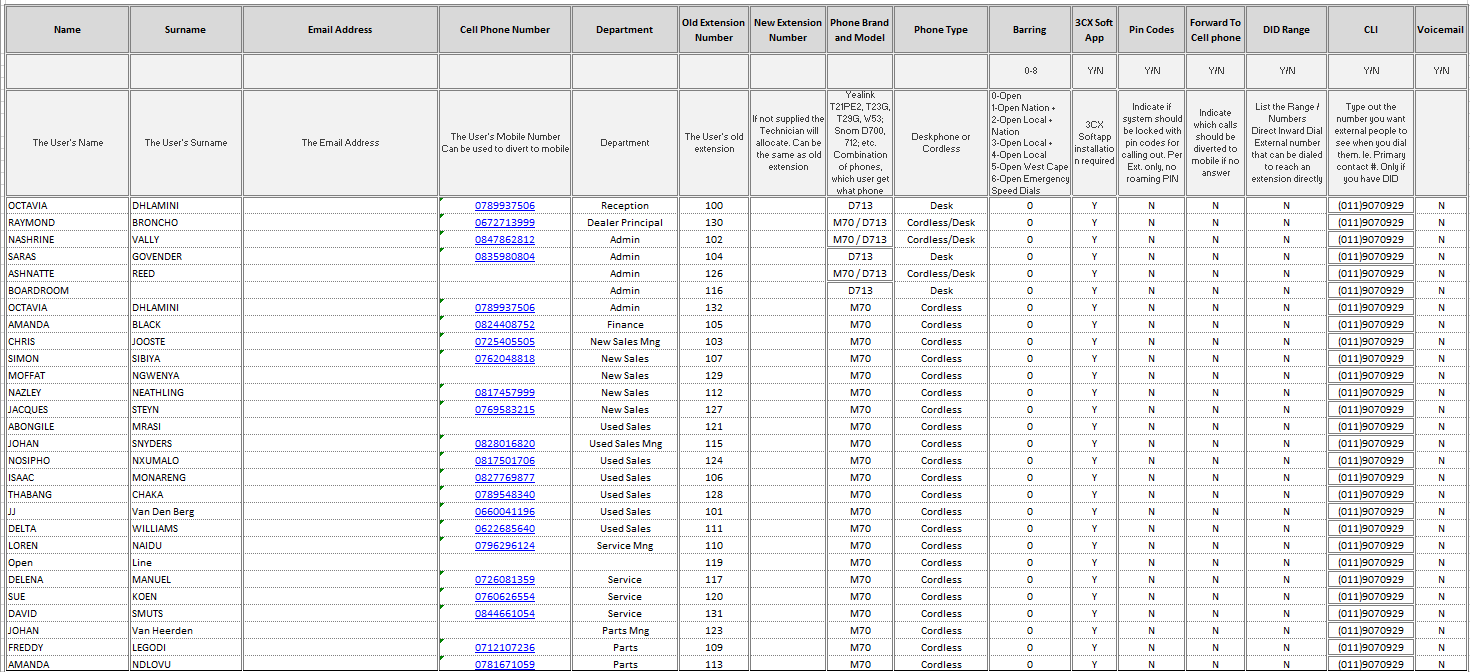 Name Surname Email Address Cell Phone Number Department Old Extension Number New Extension Number Phone Brand and Model Phone Type Barring 3CX Soft App Pin Codes Forward To Cell phone DID Range CLI Voicemail
0-8 Y/N Y/N Y/N Y/N Y/N Y/N
The User's Name
The User's Surname
The Email Address
The User's Mobile Number
Can be used to divert to mobile
Department
The User's old
extension
If not supplied the
Technician will
allocate. Can be
the same as old
extension
Yealink
T21PE2, T23G,
T29G, W53;
Snom D700,
712; etc.
Combination
of phones,
which user get
what phone
Deskphone or
Cordless
0-Open
1-Open Nation +
2-Open Local +
Nation
3-Open Local +
4-Open Local
5-Open West Cape
6-Open Emergency
Speed Dials
3CX
Softapp
installatio
n required
Indicate if
system should
be locked with
pin codes for
calling out. Per
Ext. only, no
roaming PIN
Indicate
which calls
should be
diverted to
mobile if no
answer
List the Range /
Numbers
Direct Inward Dial
External number
that can be dialed
to reach an
extension directly
Type out the
number you want
external people to
see when you dial
them. Ie. Primary
contact #. Only if
you have DID
OCTAVIA DHLAMINI 0789937506 Reception 100 D713 Desk 0 Y N N N (011)9070929 N
RAYMOND BRONCHO 0672713999 Dealer Principal 130 M70 / D713 Cordless/Desk 0 Y N N N (011)9070929 N
NASHRINE VALLY 0847862812 Admin 102 M70 / D713 Cordless/Desk 0 Y N N N (011)9070929 N
SARAS GOVENDER 0835980804 Admin 104 D713 Desk 0 Y N N N (011)9070929 N
ASHNATTE REED Admin 126 M70 / D713 Cordless/Desk 0 Y N N N (011)9070929 N
BOARDROOM Admin 116 D713 Desk 0 Y N N N (011)9070929 N
OCTAVIA DHLAMINI 0789937506 Admin 132 M70 Cordless 0 Y N N N (011)9070929 N
AMANDA BLACK 0824408752 Finance 105 M70 Cordless 0 Y N N N (011)9070929 N
CHRIS JOOSTE 0725405505 New Sales Mng 103 M70 Cordless 0 Y N N N (011)9070929 N
SIMON SIBIYA 0762048818 New Sales 107 M70 Cordless 0 Y N N N (011)9070929 N
MOFFAT NGWENYA New Sales 129 M70 Cordless 0 Y N N N (011)9070929 N
NAZLEY NEATHLING 0817457999 New Sales 112 M70 Cordless 0 Y N N N (011)9070929 N
JACQUES STEYN 0769583215 New Sales 127 M70 Cordless 0 Y N N N (011)9070929 N
ABONGILE MRASI Used Sales 121 M70 Cordless 0 Y N N N (011)9070929 N
JOHAN SNYDERS 0828016820 Used Sales Mng 115 M70 Cordless 0 Y N N N (011)9070929 N
NOSIPHO NXUMALO 0817501706 Used Sales 124 M70 Cordless 0 Y N N N (011)9070929 N
ISAAC MONARENG 0827769877 Used Sales 106 M70 Cordless 0 Y N N N (011)9070929 N
THABANG CHAKA 0789548340 Used Sales 128 M70 Cordless 0 Y N N N (011)9070929 N
JJ Van Den Berg 0660041196 Used Sales 101 M70 Cordless 0 Y N N N (011)9070929 N
DELTA WILLIAMS 0622685640 Used Sales 111 M70 Cordless 0 Y N N N (011)9070929 N
LOREN NAIDU 0796296124 Service Mng 110 M70 Cordless 0 Y N N N (011)9070929 N
Open Line 119 M70 Cordless 0 Y N N N (011)9070929 N
DELENA MANUEL 0726081359 Service 117 M70 Cordless 0 Y N N N (011)9070929 N
SUE KOEN 0760626554 Service 120 M70 Cordless 0 Y N N N (011)9070929 N
DAVID SMUTS 0844661054 Service 131 M70 Cordless 0 Y N N N (011)9070929 N
JOHAN Van Heerden Parts Mng 123 M70 Cordless 0 Y N N N (011)9070929 N
FREDDY LEGODI 0712107236 Parts 109 M70 Cordless 0 Y N N N (011)9070929 N
AMANDA NDLOVU 0781671059 Parts 113 M70 Cordless 0 Y N N N (011)9070929 N